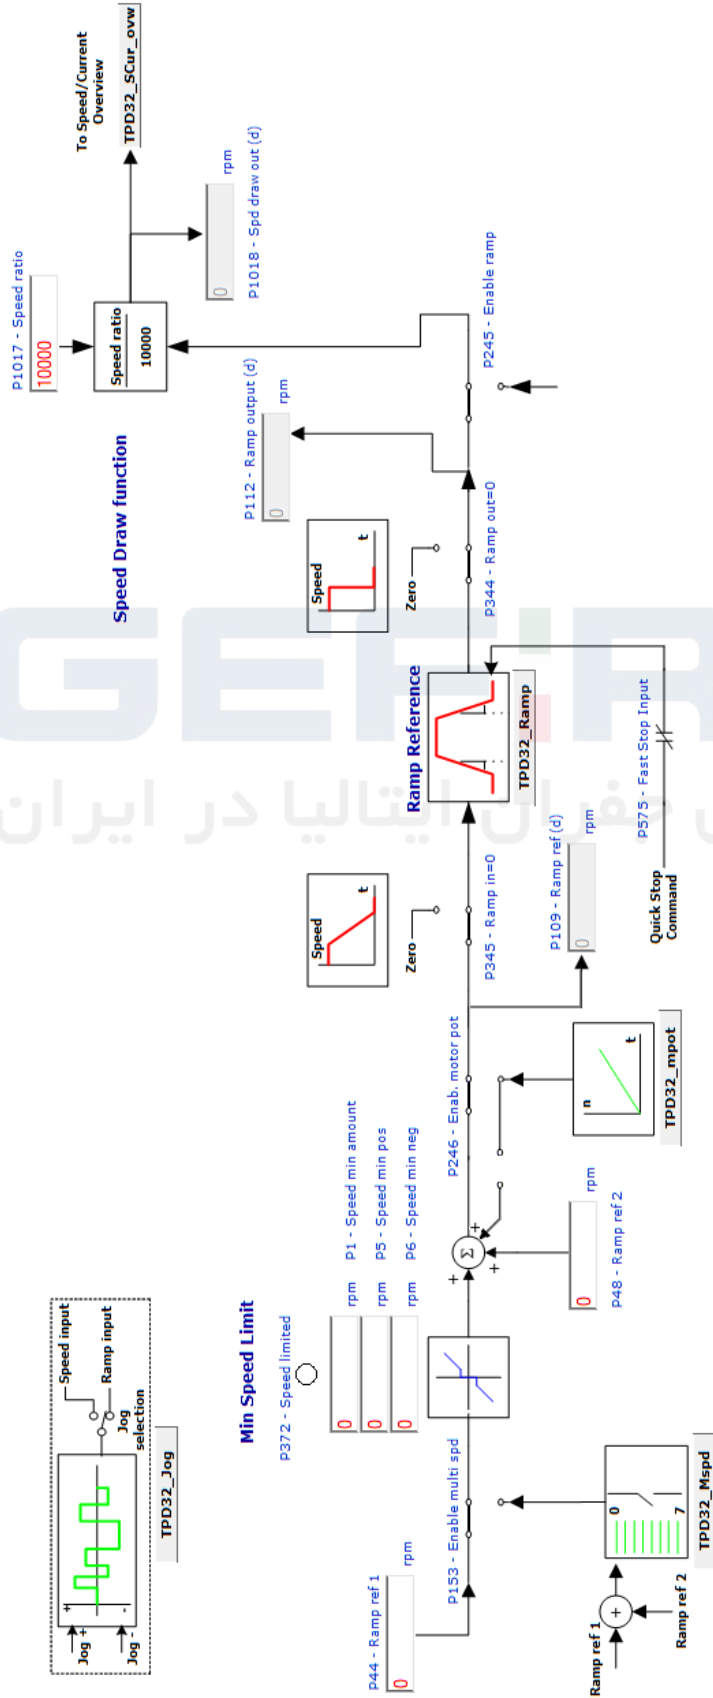 To Speed/Current
Overview
TPD32_SCur_ovw
P1017 - Speed ratio
10000
Speed ratio
10000
0
rpm
P1018 - Spd draw out (d)
Speed Draw function
P112 - Ramp output (d)
0
rpm
P245 - Enable ramp
Speed
t
Zero
P344 - Ramp out=0
Ramp Reference
TPD32_Ramp
P575 - Fast Stop Input
Quick Stop
Command
Speed
t
Zero
P345 - Ramp in=0
P109 - Ramp ref (d)
0
rpm
P246 - Enab. motor pot
n
t
TPD32_mpot
Σ
+
+
+
0
rpm
P48 - Ramp ref 2
Min Speed Limit
P372 - Speed limited
0
rpm
P1 - Speed min amount
0
rpm
P5 - Speed min pos
0
rpm
P6 - Speed min neg
Speed input
Ramp input
Jog
selection
+
-
Jog +
Jog -
TPD32_Jog
P44 - Ramp ref 1
0
rpm
P153 - Enable multi spd
0
7
TPD32_Mspd
+
Ramp ref 1
Ramp ref 2
GEFiR
جفران ایتالیا در ایران